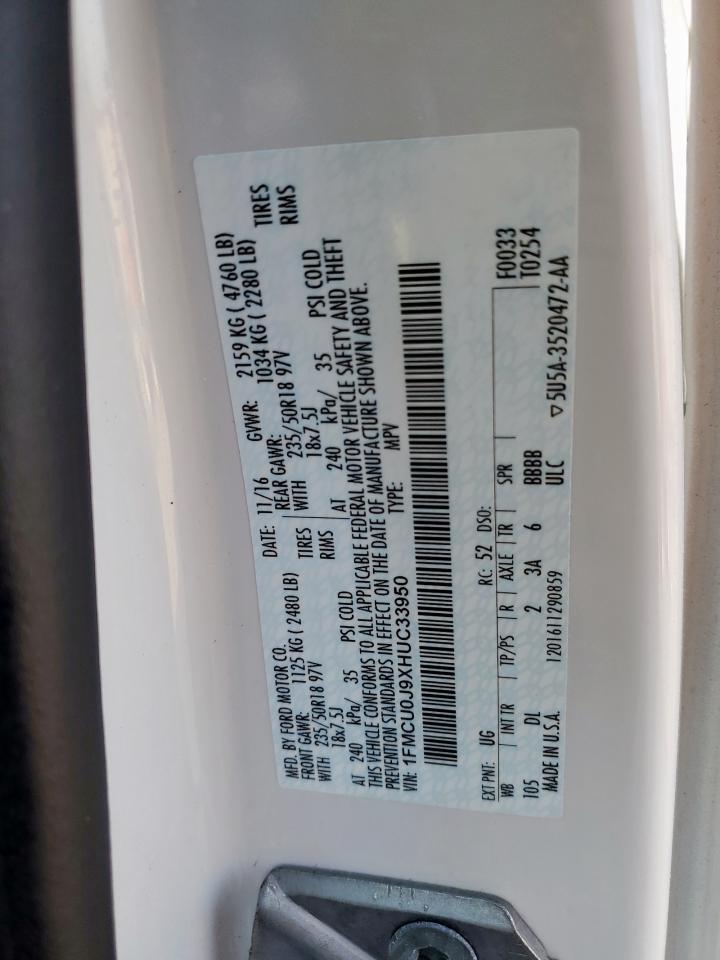 MFD. BY FORD MOTOR CO. DATE: 11/16 GVWR: 2159 KG ( 4760 LB)
FRONT GAWR: 1125 KG ( 2480 LB) REAR GAWR: 1034 KG ( 2280 LB)
WITH 235/50R18 97V TIRES WITH 235/50R18 97V TIRES
18x7.5J RIMS 18x7.5J RIMS
AT 240 kPa/ 35 PSI COLD AT 240 kPa/ 35 PSI COLD
THIS VEHICLE CONFORMS TO ALL APPLICABLE FEDERAL MOTOR VEHICLE SAFETY AND THEFT
PREVENTION STANDARDS IN EFFECT ON THE DATE OF MANUFACTURE SHOWN ABOVE.
VIN: 1FMCU0J9XHUC33950 TYPE: MPV
EXT PNT: UG RC: 52 DSO:
WB INT TR TP/PS R AXLE TR SPR F0033
105 DL 2 3A 6 BBBB T0254
MADE IN U.S.A. 1201611290859 ULC ▽5U5A-3520472-AA